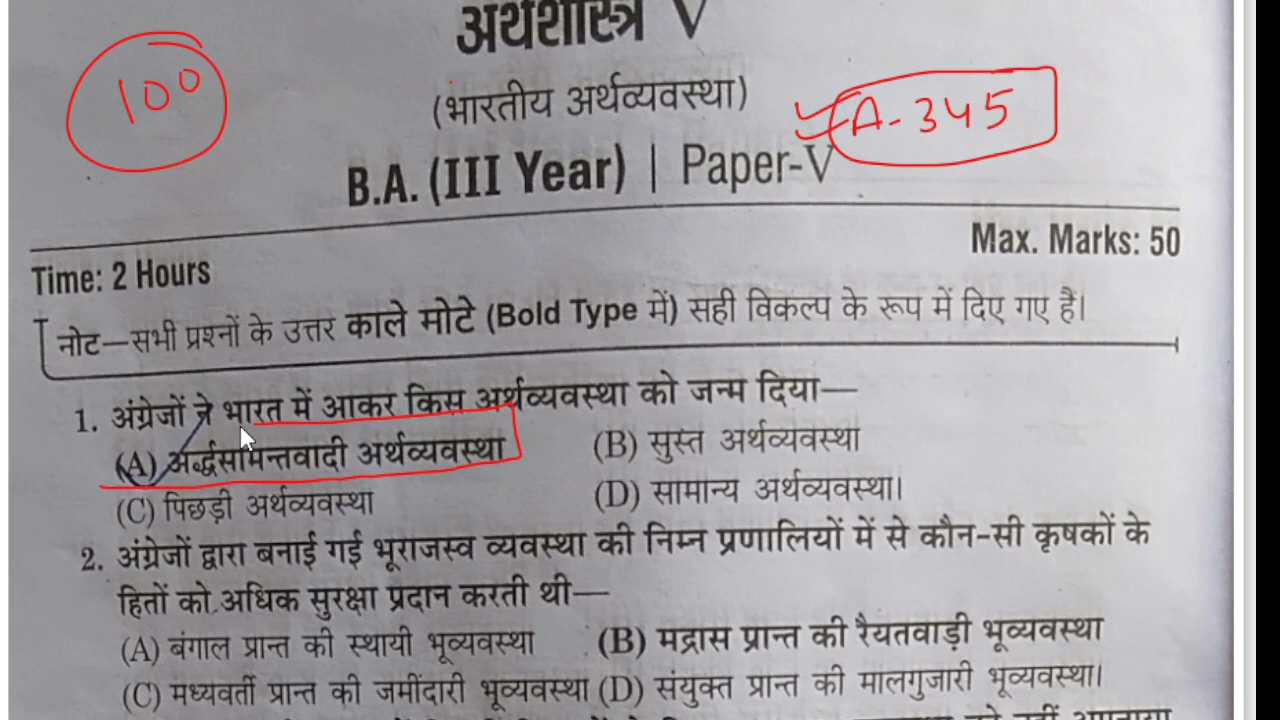 अर्थशास्त्र V
100
(भारतीय अर्थव्यवस्था)
A-345
B.A. (III Year) | Paper-V
Max. Marks: 50
Time: 2 Hours
नोट—सभी प्रश्नों के उत्तर काले मोटे (Bold Type में) सही विकल्प के रूप में दिए गए हैं।
1. अंग्रेजों ने भारत में आकर किस अर्थव्यवस्था को जन्म दिया—
(A) अर्द्धसामन्तवादी अर्थव्यवस्था (B) सुस्त अर्थव्यवस्था
(C) पिछड़ी अर्थव्यवस्था (D) सामान्य अर्थव्यवस्था।
2. अंग्रेजों द्वारा बनाई गई भूराजस्व व्यवस्था की निम्न प्रणालियों में से कौन-सी कृषकों के
हितों को अधिक सुरक्षा प्रदान करती थी—
(A) बंगाल प्रान्त की स्थायी भूव्यवस्था (B) मद्रास प्रान्त की रैयतवाड़ी भूव्यवस्था
(C) मध्यवर्ती प्रान्त की जमींदारी भूव्यवस्था (D) संयुक्त प्रान्त की मालगुजारी भूव्यवस्था।